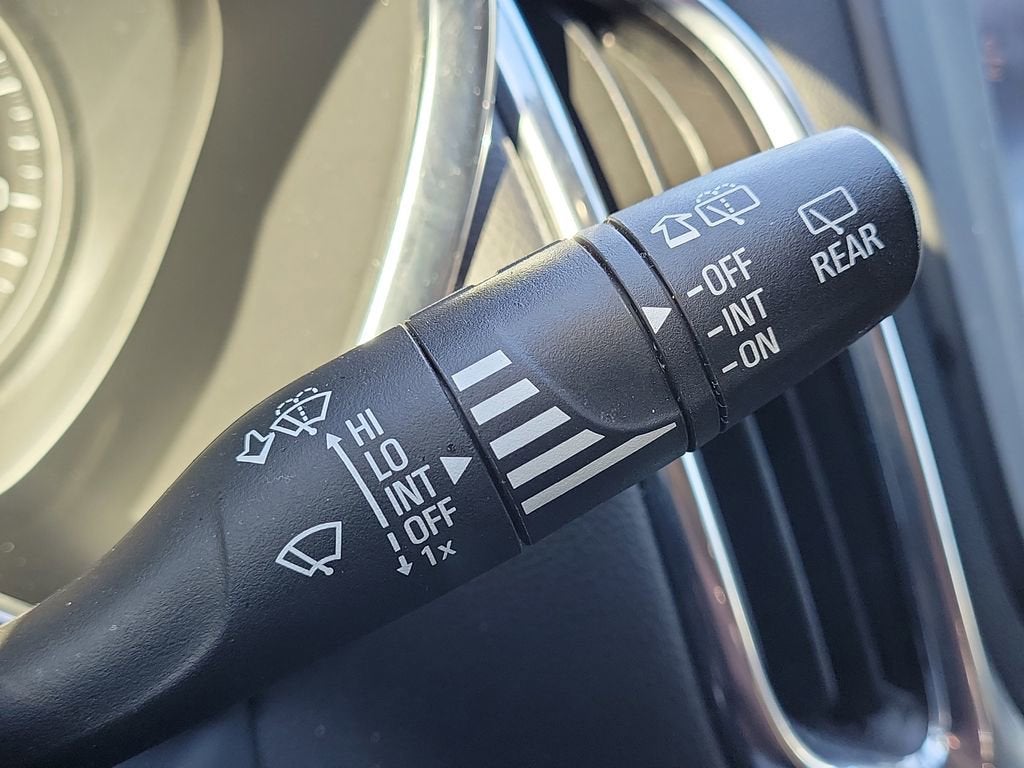 HI
LO
INT
OFF
1x
-OFF
-INT
-ON
REAR